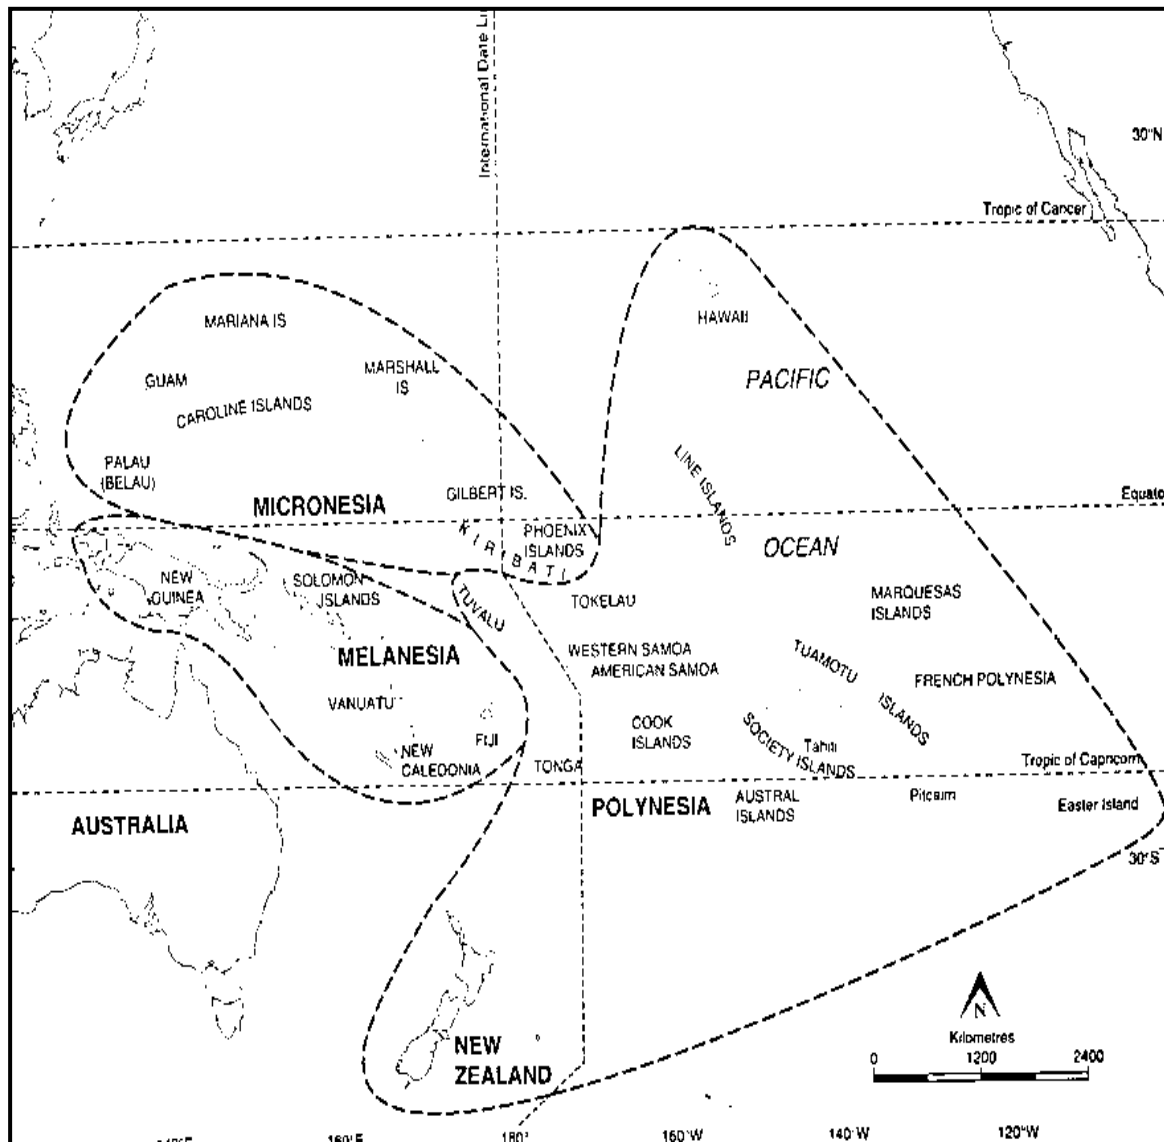 International Date Li
30°N
Tropic of Cancer
MARIANA IS
HAWAII
MARSHALL
IS
GUAM
PACIFIC
CAROLINE ISLANDS
PALAU
(BELAU)
LINE ISLANDS
GILBERT IS.
MICRONESIA
Equato
KIRIBATI
PHOENIX
ISLANDS
OCEAN
NEW
GUINEA
SOLOMON
ISLANDS
TUVALU
TOKELAU
MARQUESAS
ISLANDS
WESTERN SAMOA
AMERICAN SAMOA
MELANESIA
TUAMOTU
ISLANDS
FRENCH POLYNESIA
VANUATU
COOK
ISLANDS
SOCIETY ISLANDS
Tahiti
FIJI
NEW
CALEDONIA
TONGA
Tropic of Capricorn
POLYNESIA
AUSTRAL
ISLANDS
Pitcairn
Easter Island
AUSTRALIA
30°S
N
Kilometres
0 1200 2400
NEW
ZEALAND
160°E 180° 160°W 140°W 120°W